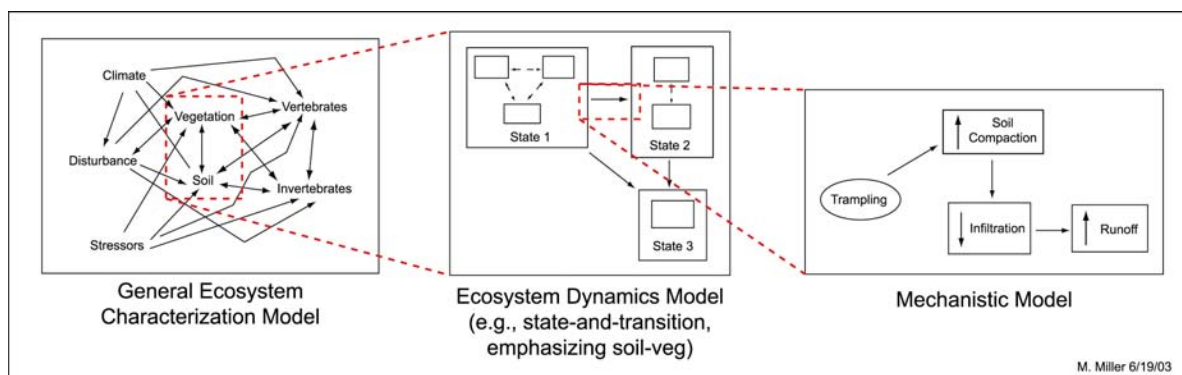 Climate
Vegetation
Vertebrates
Disturbance
Soil
Invertebrates
Stressors
General Ecosystem
Characterization Model
State 1
State 2
State 3
Ecosystem Dynamics Model
(e.g., state-and-transition,
emphasizing soil-veg)
Soil
Compaction
Trampling
Infiltration
Runoff
Mechanistic Model
M. Miller 6/19/03